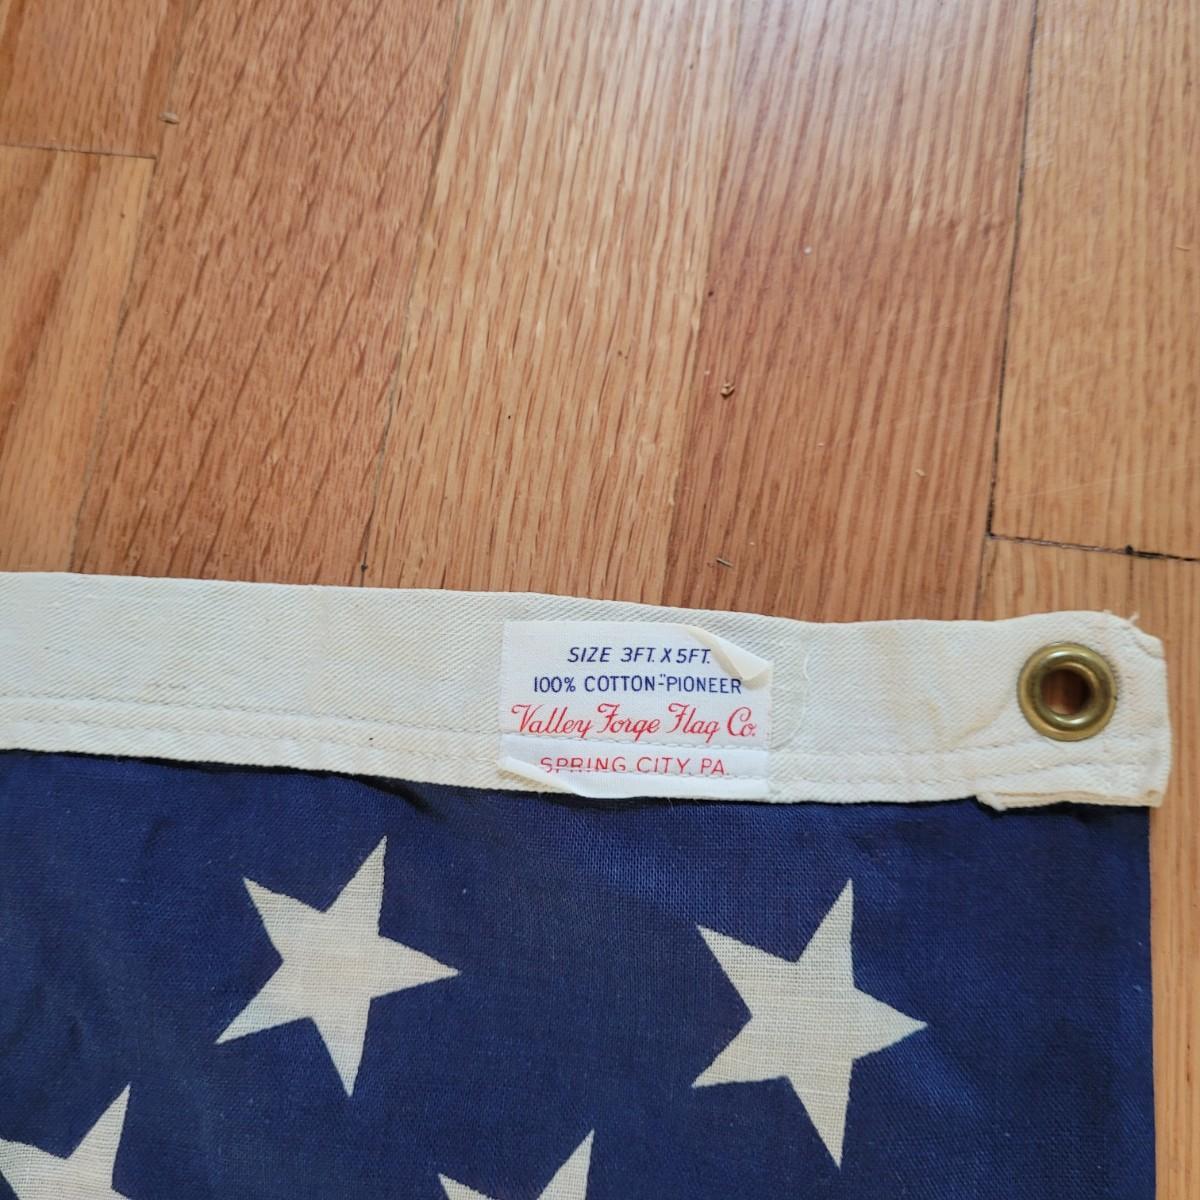 SIZE 3FT. X 5FT.
100% COTTON-"PIONEER
Valley Forge Flag Co.
SPRING CITY, PA.